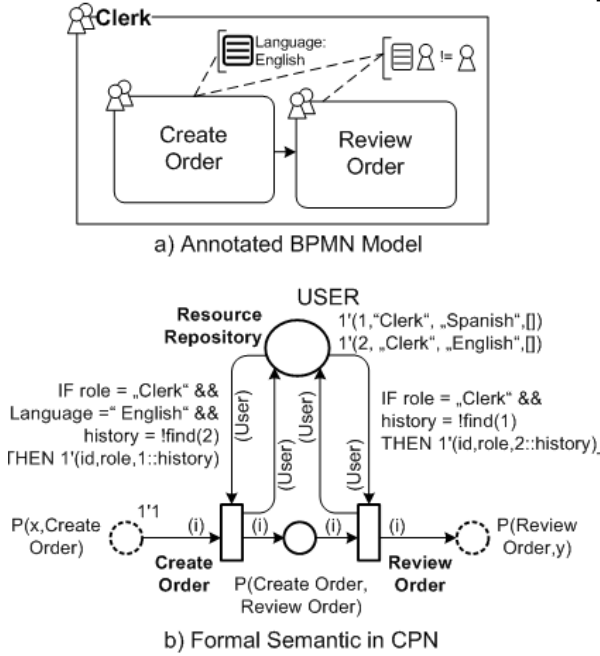 Clerk
Language:
English
!=
Create
Order
Review
Order
a) Annotated BPMN Model
USER
Resource
Repository
1'(1,“Clerk“, „Spanish“,[])
1'(2, „Clerk“, „English“,[])
IF role = „Clerk“ &&
Language =“ English“ &&
history = !find(2)
THEN 1'(id,role,1::history)
(User)
(User)
(User)
(User)
IF role = „Clerk“ &&
history = !find(1)
THEN 1'(id,role,2::history)
1'1
P(x,Create
Order)
(i)
(i)
(i)
(i)
P(Review
Order,y)
Create
Order
Review
Order
P(Create Order,
Review Order)
b) Formal Semantic in CPN